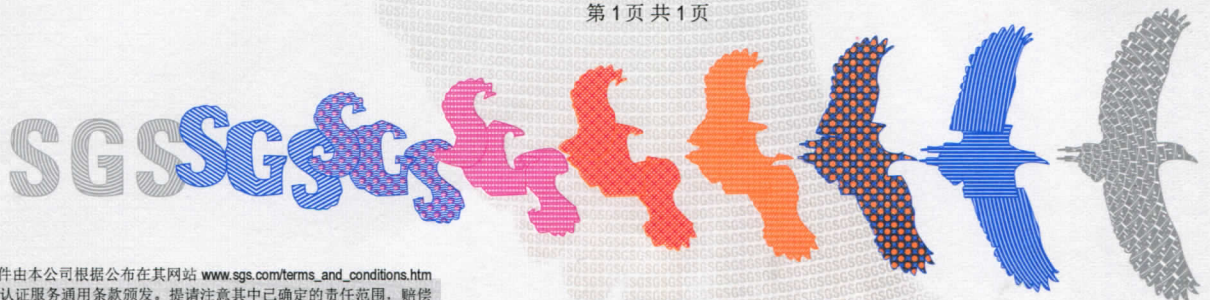 第 1 页 共 1 页
SGSSGSSGS
件由本公司根据公布在其网站 www.sgs.com/terms_and_conditions.htm
认证服务通用条款颁发。提请注意其中已确定的责任范围，赔偿